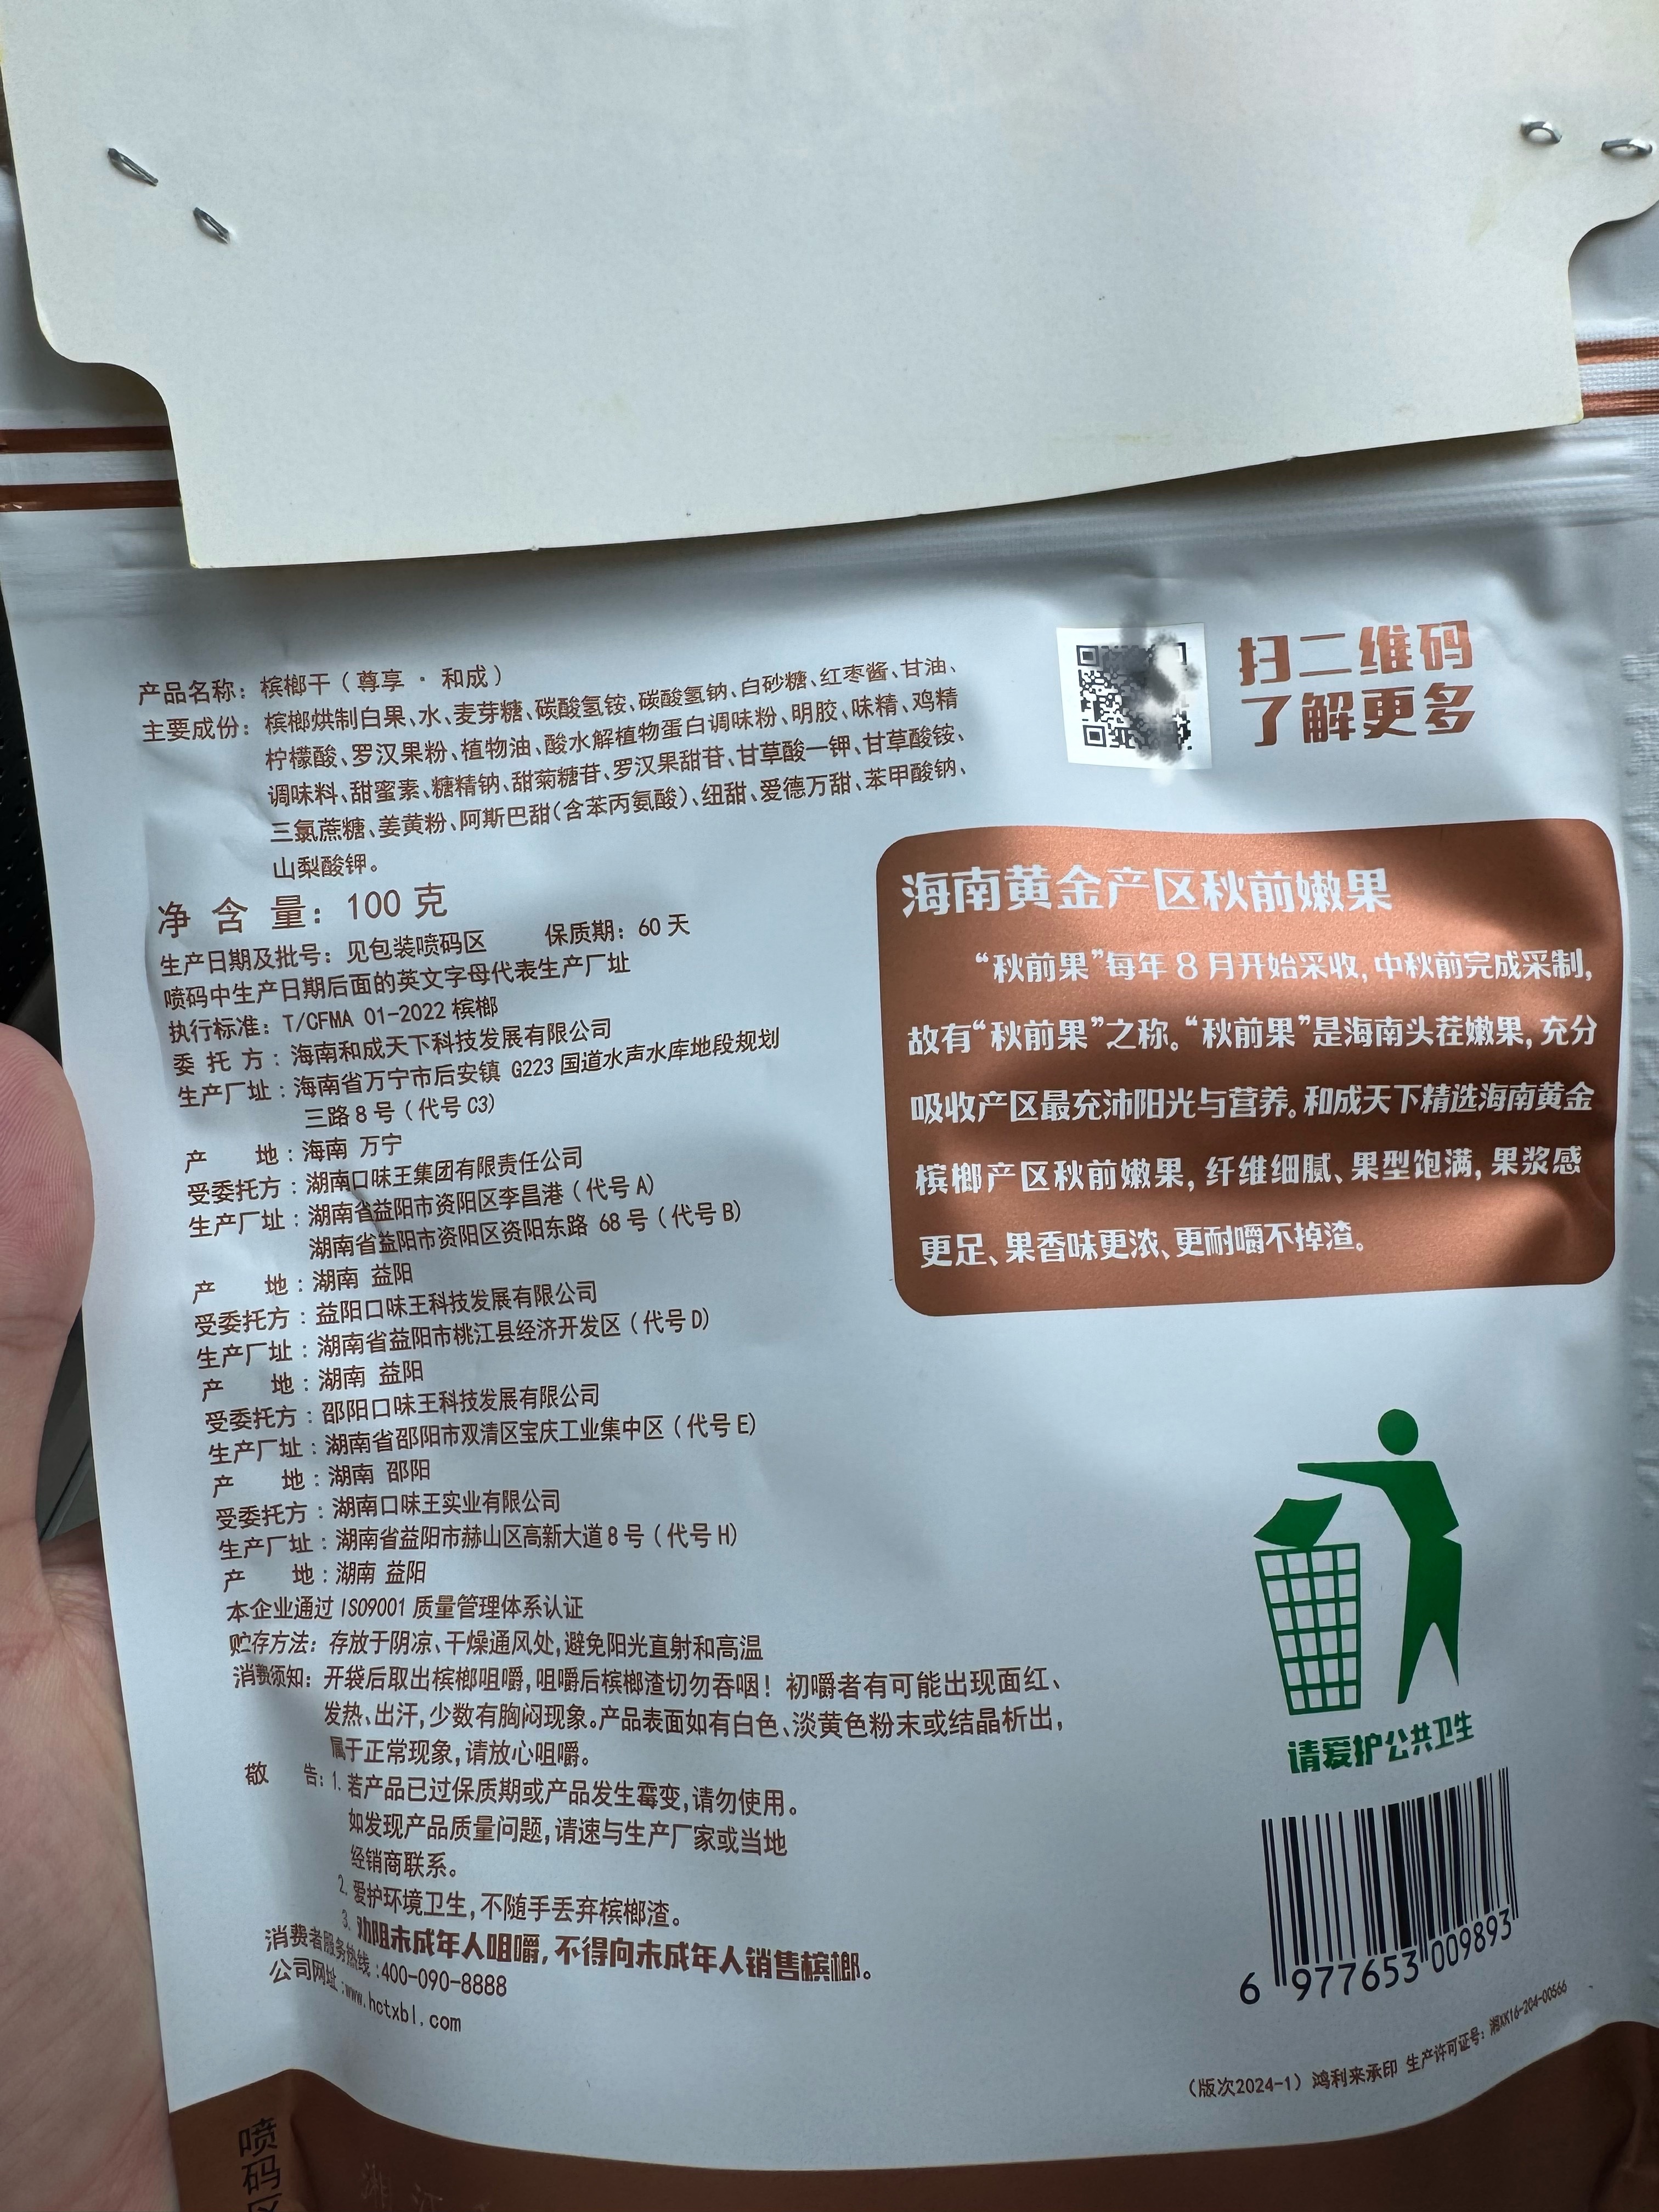 产品名称：槟榔干（尊享 · 和成）
主要成份：槟榔烘制白果、水、麦芽糖、碳酸氢铵、碳酸氢钠、白砂糖、红枣酱、甘油、
柠檬酸、罗汉果粉、植物油、酸水解植物蛋白调味粉、明胶、味精、鸡精
调味料、甜蜜素、糖精钠、甜菊糖苷、罗汉果甜苷、甘草酸一钾、甘草酸铵、
三氯蔗糖、姜黄粉、阿斯巴甜（含苯丙氨酸）、纽甜、爱德万甜、苯甲酸钠、
山梨酸钾。
净 含 量：100 克
生产日期及批号：见包装喷码区 保质期：60 天
喷码中生产日期后面的英文字母代表生产厂址
执行标准：T/CFMA 01-2022 槟榔
委 托 方：海南和成天下科技发展有限公司
生产厂址：海南省万宁市后安镇 G223 国道水声水库地段规划
三路 8 号（代号 C3）
产 地：海南 万宁
受委托方：湖南口味王集团有限责任公司
生产厂址：湖南省益阳市资阳区李昌港（代号 A）
湖南省益阳市资阳区资阳东路 68 号（代号 B）
产 地：湖南 益阳
受委托方：益阳口味王科技发展有限公司
生产厂址：湖南省益阳市桃江县经济开发区（代号 D）
产 地：湖南 益阳
受委托方：邵阳口味王科技发展有限公司
生产厂址：湖南省邵阳市双清区宝庆工业集中区（代号 E）
产 地：湖南 邵阳
受委托方：湖南口味王实业有限公司
生产厂址：湖南省益阳市赫山区高新大道 8 号（代号 H）
产 地：湖南 益阳
本企业通过 ISO9001 质量管理体系认证
贮存方法：存放于阴凉、干燥通风处，避免阳光直射和高温
消费须知：开袋后取出槟榔咀嚼，咀嚼后槟榔渣切勿吞咽！初嚼者有可能出现面红、
发热、出汗，少数有胸闷现象。产品表面如有白色、淡黄色粉末或结晶析出，
属于正常现象，请放心咀嚼。
敬 告：1. 若产品已过保质期或产品发生霉变，请勿使用。
如发现产品质量问题，请速与生产厂家或当地
经销商联系。
2. 爱护环境卫生，不随手丢弃槟榔渣。
3. 劝阻未成年人咀嚼，不得向未成年人销售槟榔。
消费者服务热线：400-090-8888
公司网址：www.hctxbl.com
扫二维码
了解更多
海南黄金产区秋前嫩果
“秋前果”每年 8 月开始采收，中秋前完成采制，
故有“秋前果”之称。“秋前果”是海南头茬嫩果，充分
吸收产区最充沛阳光与营养。和成天下精选海南黄金
槟榔产区秋前嫩果，纤维细腻、果型饱满，果浆感
更足、果香味更浓、更耐嚼不掉渣。
请爱护公共卫生
6 977653 009893
（版次2024-1）鸿利来承印 生产许可证号：湘XK16-204-00566
喷码区